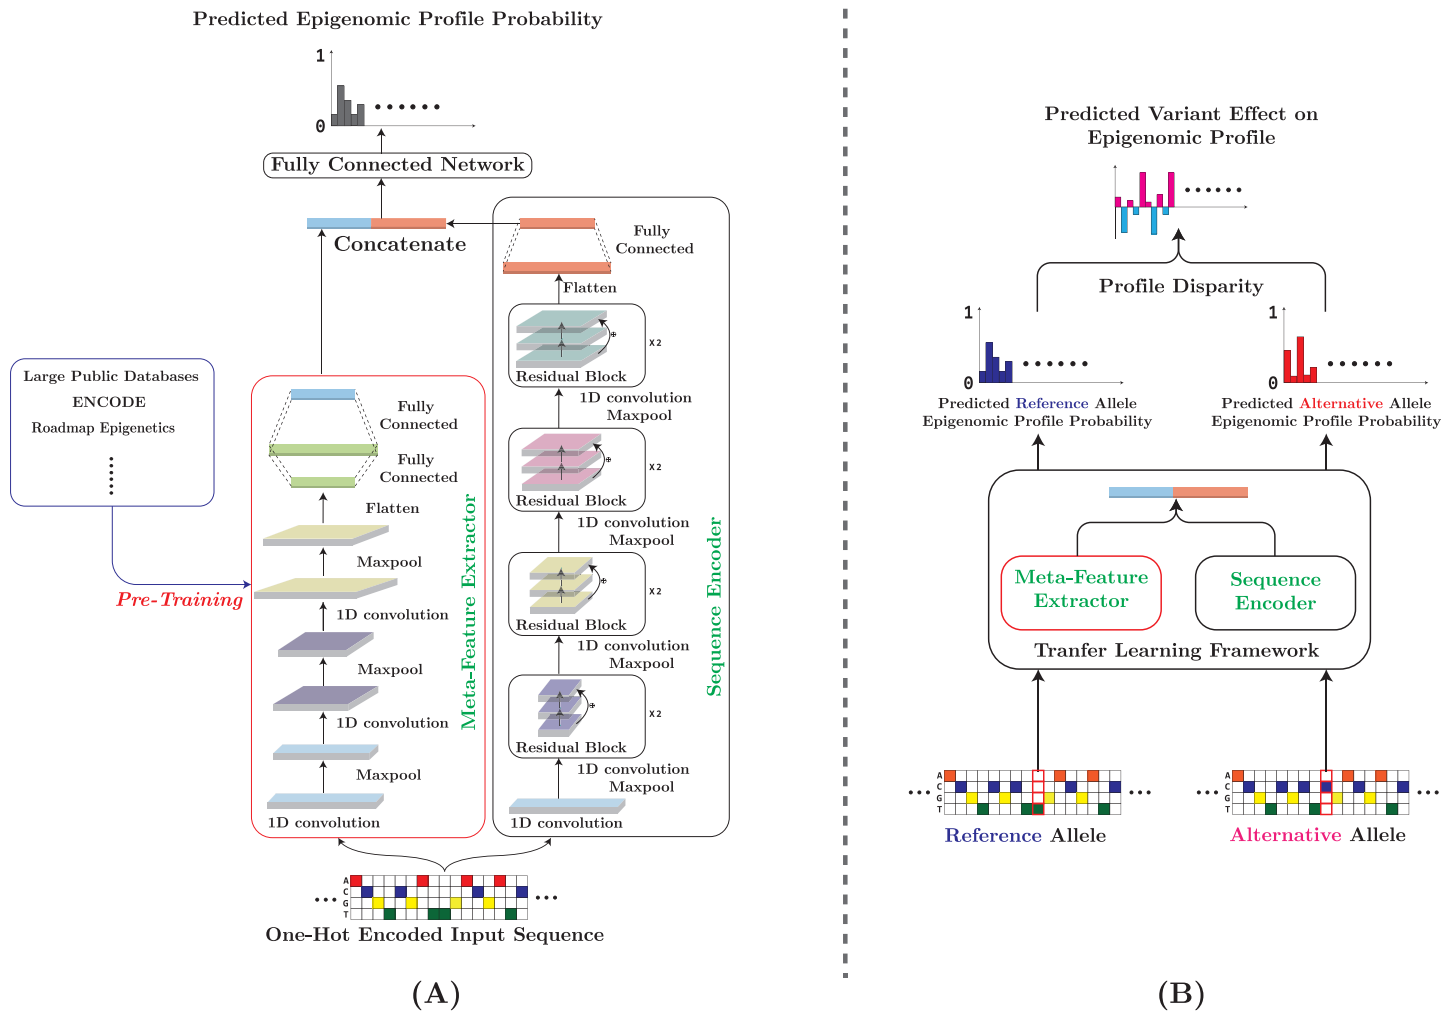 Predicted Epigenomic Profile Probability
1
0
Fully Connected Network
Concatenate
Fully
Connected
Flatten
Residual Block
X 2
1D convolution
Maxpool
Residual Block
X 2
1D convolution
Maxpool
Residual Block
X 2
1D convolution
Maxpool
Residual Block
X 2
1D convolution
Maxpool
1D convolution
Sequence Encoder
Large Public Databases
ENCODE
Roadmap Epigenetics
Pre-Training
Fully
Connected
Fully
Connected
Flatten
Maxpool
1D convolution
Maxpool
1D convolution
Maxpool
1D convolution
Meta-Feature Extractor
A
C
G
T
One-Hot Encoded Input Sequence
(A)
Predicted Variant Effect on
Epigenomic Profile
Profile Disparity
1
0
Predicted Reference Allele
Epigenomic Profile Probability
1
0
Predicted Alternative Allele
Epigenomic Profile Probability
Meta-Feature
Extractor
Sequence
Encoder
Tranfer Learning Framework
A
C
G
T
Reference Allele
A
C
G
T
Alternative Allele
(B)